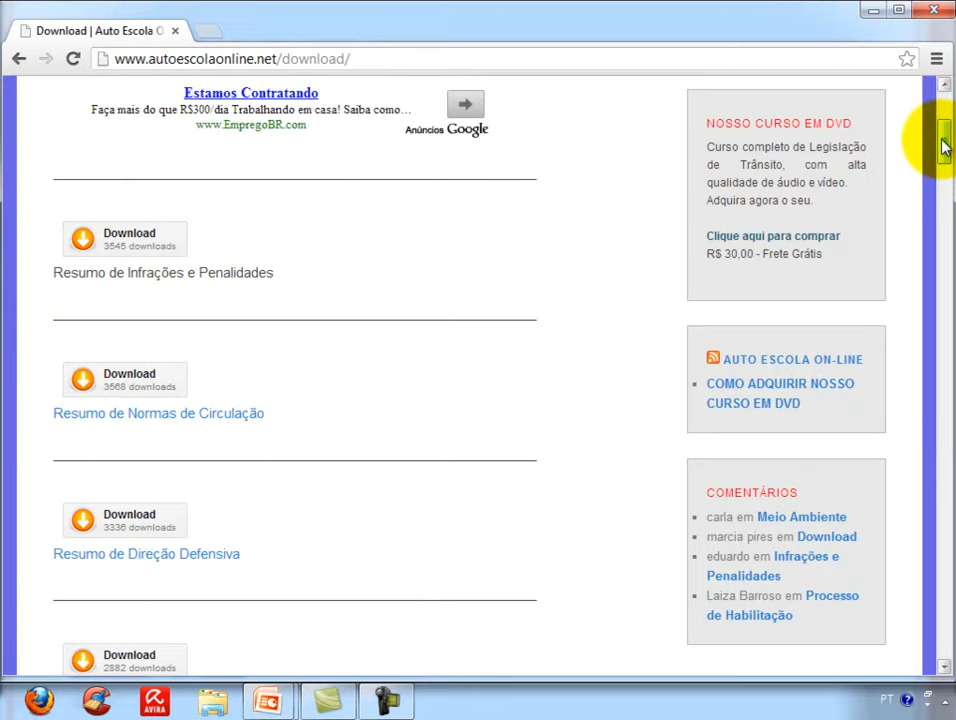 Download | Auto Escola O
www.autoescolaonline.net/download/
Estamos Contratando
Faça mais do que R$300/dia Trabalhando em casa! Saiba como...
www.EmpregoBR.com
Anúncios Google
Download
3545 downloads
Resumo de Infrações e Penalidades
Download
3568 downloads
Resumo de Normas de Circulação
Download
3336 downloads
Resumo de Direção Defensiva
Download
2882 downloads
NOSSO CURSO EM DVD
Curso completo de Legislação
de Trânsito, com alta
qualidade de áudio e vídeo.
Adquira agora o seu.
Clique aqui para comprar
R$ 30,00 - Frete Grátis
AUTO ESCOLA ON-LINE
COMO ADQUIRIR NOSSO
CURSO EM DVD
COMENTÁRIOS
carla em Meio Ambiente
marcia pires em Download
eduardo em Infrações e
Penalidades
Laiza Barroso em Processo
de Habilitação
AVIRA
PT